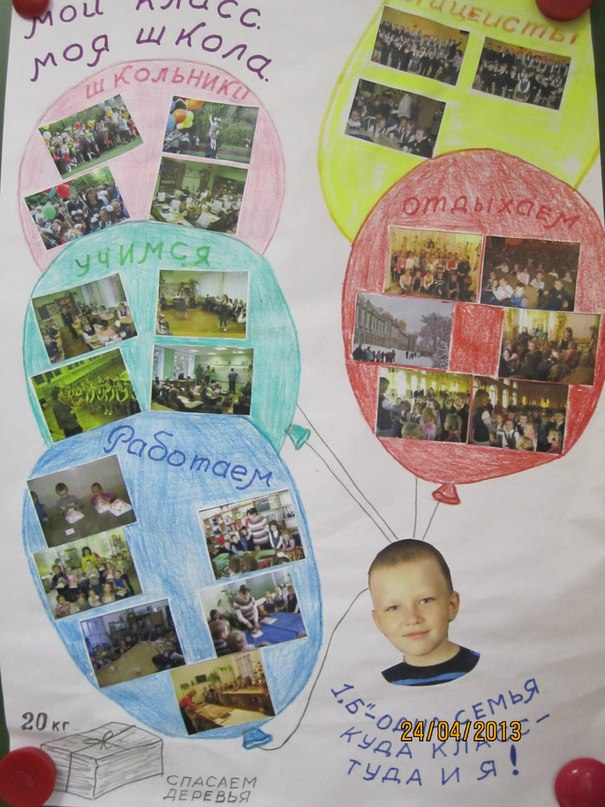 МОЙ КЛАСС.
МОЯ ШКОЛА.
ЛИЦЕИСТЫ
ШКОЛЬНИКИ
ОТДЫХАЕМ
УЧИМСЯ
Работаем
1„Б"- СЕМЬЯ
КУДА КЛАСС-
ТУДА И Я!
24/04/2013
20 кг
СПАСАЕМ
ДЕРЕВЬЯ